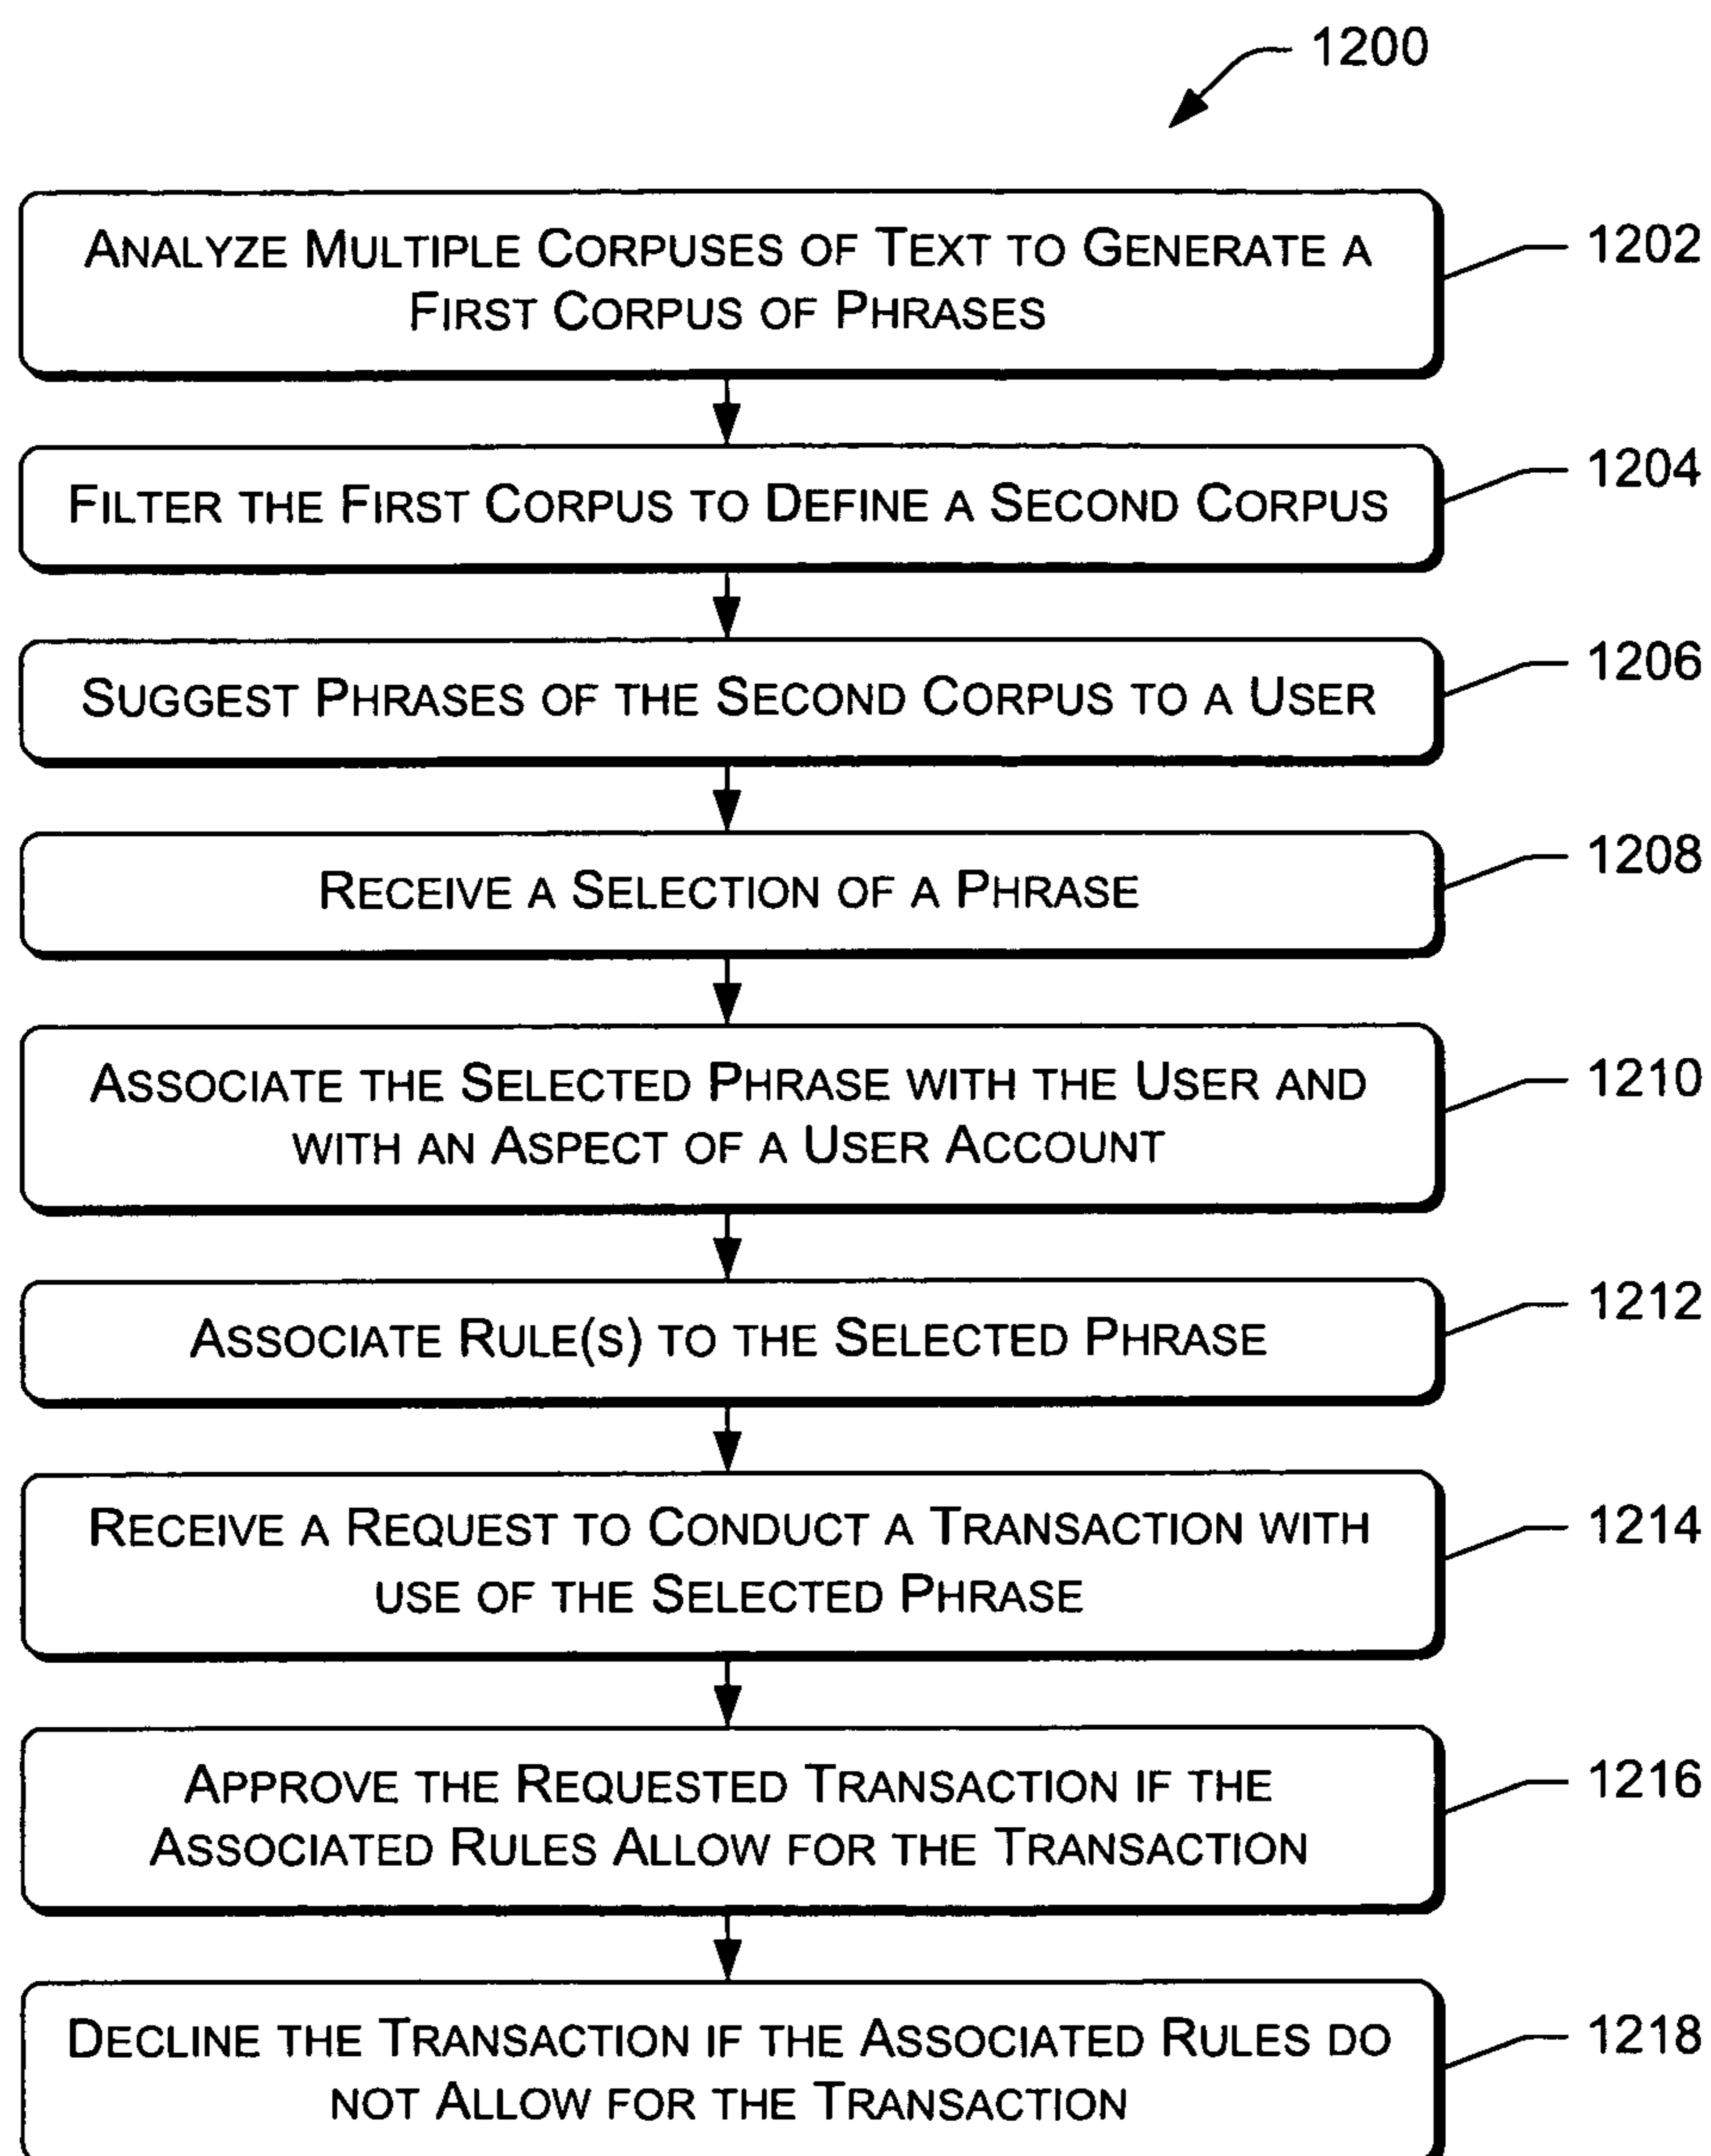 1200
ANALYZE MULTIPLE CORPUSES OF TEXT TO GENERATE A
FIRST CORPUS OF PHRASES
1202
FILTER THE FIRST CORPUS TO DEFINE A SECOND CORPUS
1204
SUGGEST PHRASES OF THE SECOND CORPUS TO A USER
1206
RECEIVE A SELECTION OF A PHRASE
1208
ASSOCIATE THE SELECTED PHRASE WITH THE USER AND
WITH AN ASPECT OF A USER ACCOUNT
1210
ASSOCIATE RULE(S) TO THE SELECTED PHRASE
1212
RECEIVE A REQUEST TO CONDUCT A TRANSACTION WITH
USE OF THE SELECTED PHRASE
1214
APPROVE THE REQUESTED TRANSACTION IF THE
ASSOCIATED RULES ALLOW FOR THE TRANSACTION
1216
DECLINE THE TRANSACTION IF THE ASSOCIATED RULES DO
NOT ALLOW FOR THE TRANSACTION
1218